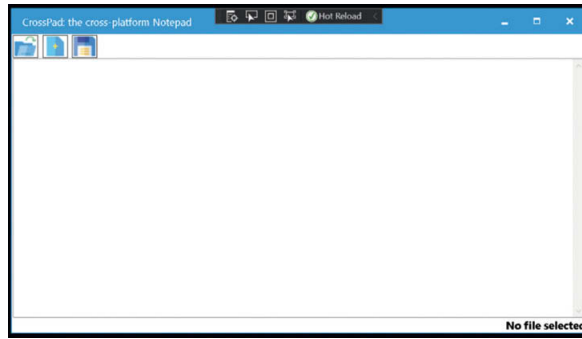 CrossPad: the cross-platform Notepad
Hot Reload
No file selected